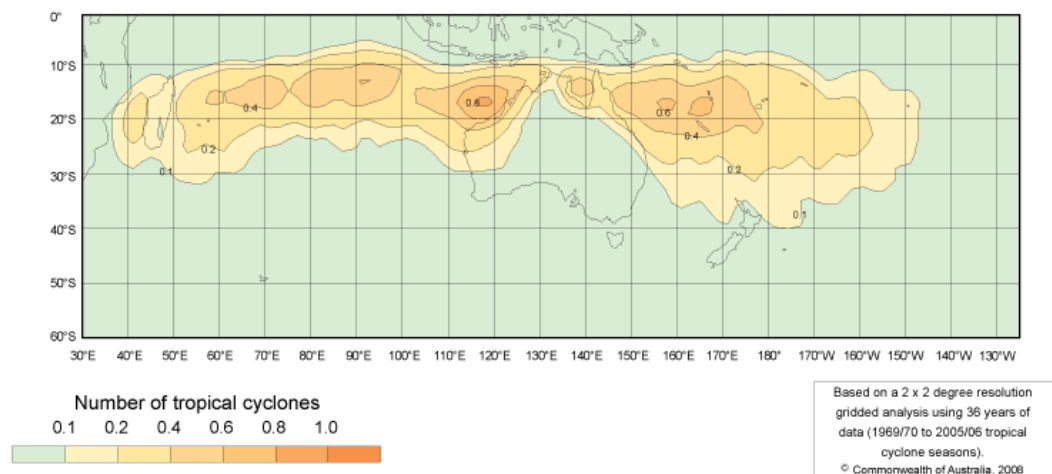 0°
10°S
20°S
30°S
40°S
50°S
60°S
0.4
0.2
0.1
0.8
0.6
0.4
0.2
0.1
30°E 40°E 50°E 60°E 70°E 80°E 90°E 100°E 110°E 120°E 130°E 140°E 150°E 160°E 170°E 180° 170°W 160°W 150°W 140°W 130°W
Number of tropical cyclones
0.1 0.2 0.4 0.6 0.8 1.0
Based on a 2 x 2 degree resolution
gridded analysis using 36 years of
data (1969/70 to 2005/06 tropical
cyclone seasons).
© Commonwealth of Australia, 2008